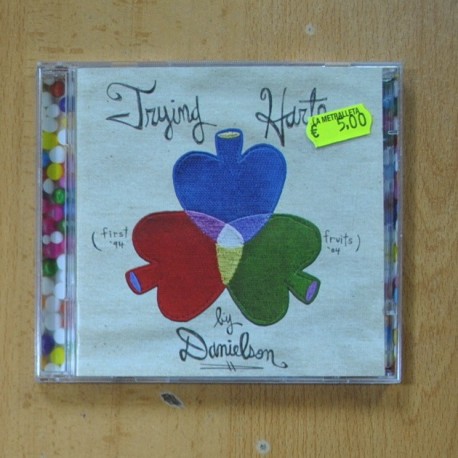 Trying Hartz
LA METRALLETA
€ 5.00
(first fruits)
'94 '04
by
Danielson